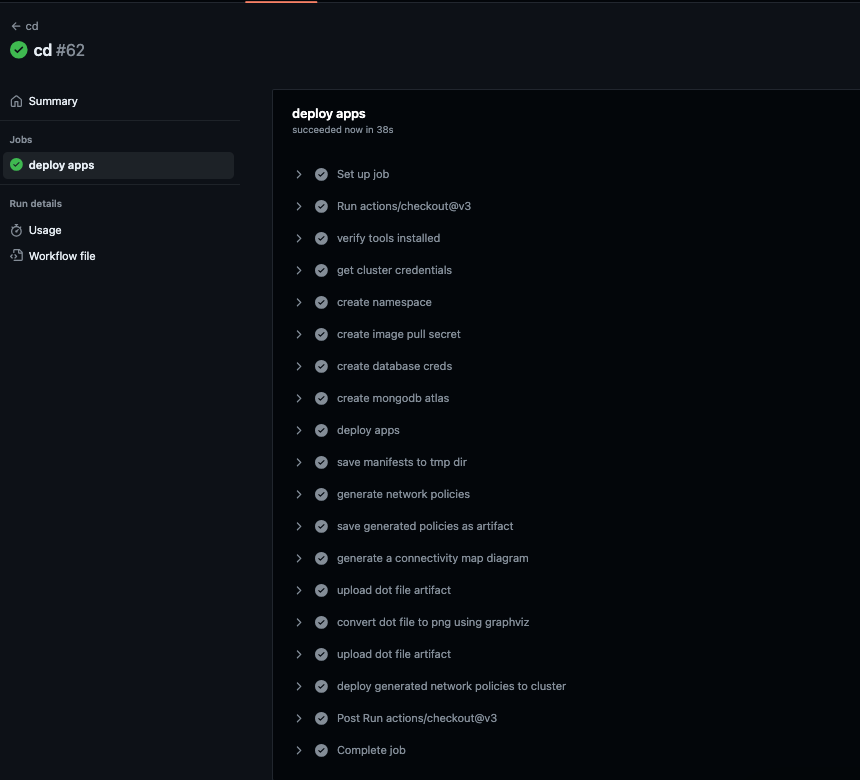 cd
cd #62
Summary
Jobs
deploy apps
Run details
Usage
Workflow file
deploy apps
succeeded now in 38s
Set up job
Run actions/checkout@v3
verify tools installed
get cluster credentials
create namespace
create image pull secret
create database creds
create mongodb atlas
deploy apps
save manifests to tmp dir
generate network policies
save generated policies as artifact
generate a connectivity map diagram
upload dot file artifact
convert dot file to png using graphviz
upload dot file artifact
deploy generated network policies to cluster
Post Run actions/checkout@v3
Complete job